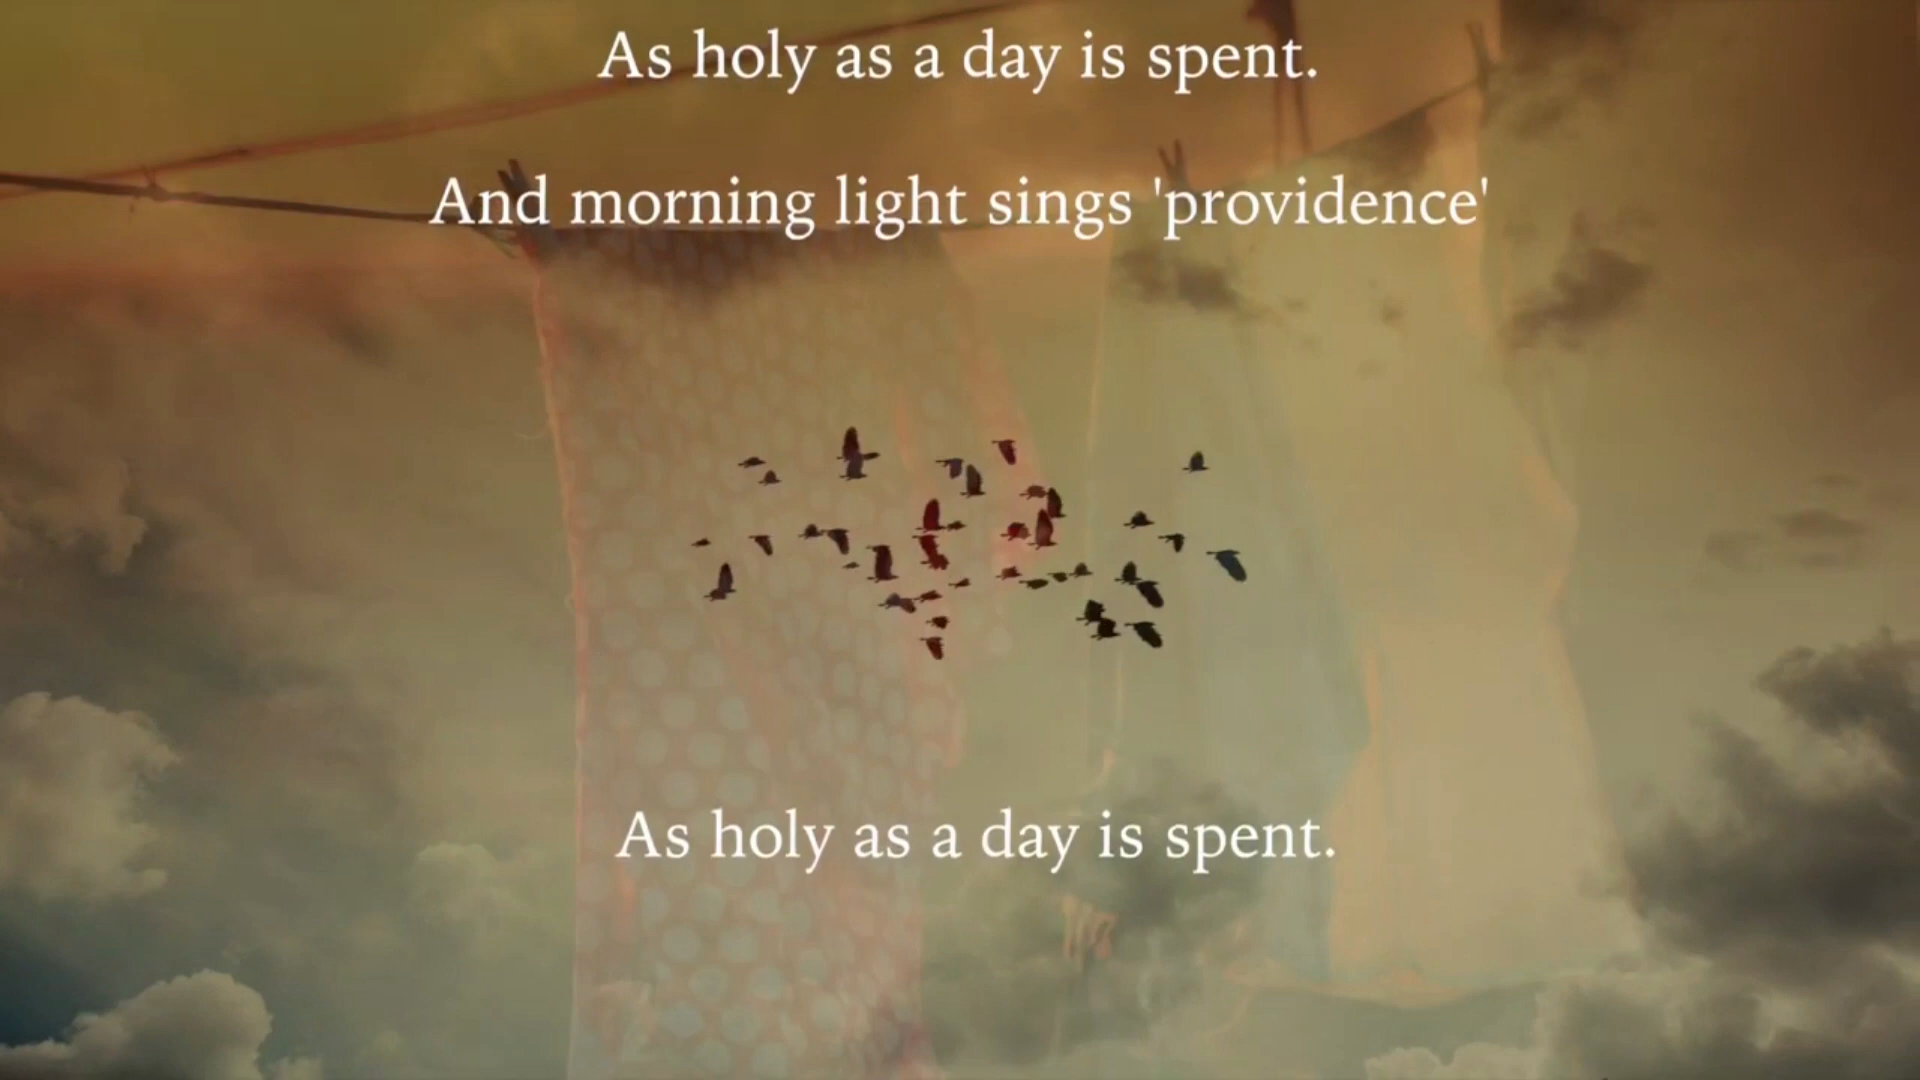 As holy as a day is spent.
And morning light sings 'providence'
As holy as a day is spent.